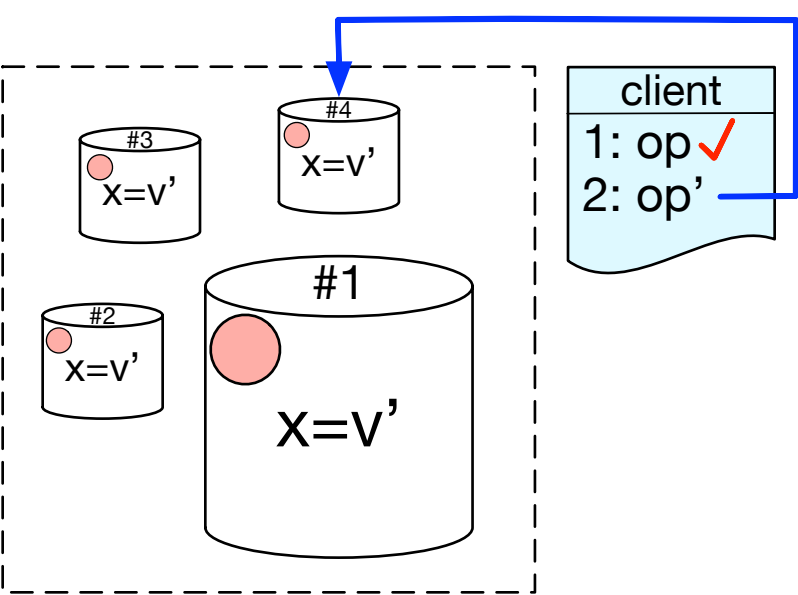 #4
x=v’
#3
x=v’
#1
x=v’
#2
x=v’
client
1: op
2: op’